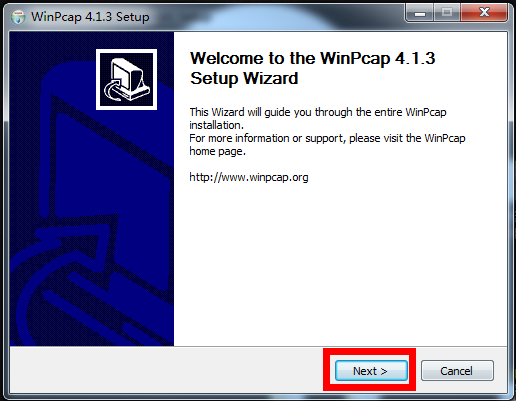 WinPcap 4.1.3 Setup
Welcome to the WinPcap 4.1.3
Setup Wizard
This Wizard will guide you through the entire WinPcap
installation.
For more information or support, please visit the WinPcap
home page.
http://www.winpcap.org
Next >
Cancel